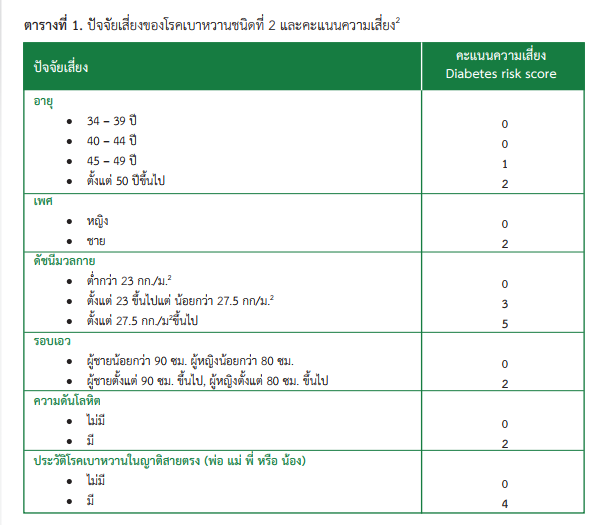 ตารางที่ 1. ปัจจัยเสี่ยงของโรคเบาหวานชนิดที่ 2 และคะแนนความเสี่ยง²
ปัจจัยเสี่ยง
คะแนนความเสี่ยง
Diabetes risk score
อายุ
• 34 – 39 ปี 0
• 40 – 44 ปี 0
• 45 – 49 ปี 1
• ตั้งแต่ 50 ปีขึ้นไป 2
เพศ
• หญิง 0
• ชาย 2
ดัชนีมวลกาย
• ต่ำกว่า 23 กก./ม.² 0
• ตั้งแต่ 23 ขึ้นไปแต่ น้อยกว่า 27.5 กก/ม.² 3
• ตั้งแต่ 27.5 กก./ม²ขึ้นไป 5
รอบเอว
• ผู้ชายน้อยกว่า 90 ซม. ผู้หญิงน้อยกว่า 80 ซม. 0
• ผู้ชายตั้งแต่ 90 ซม. ขึ้นไป, ผู้หญิงตั้งแต่ 80 ซม. ขึ้นไป 2
ความดันโลหิต
• ไม่มี 0
• มี 2
ประวัติโรคเบาหวานในญาติสายตรง (พ่อ แม่ พี่ หรือ น้อง)
• ไม่มี 0
• มี 4